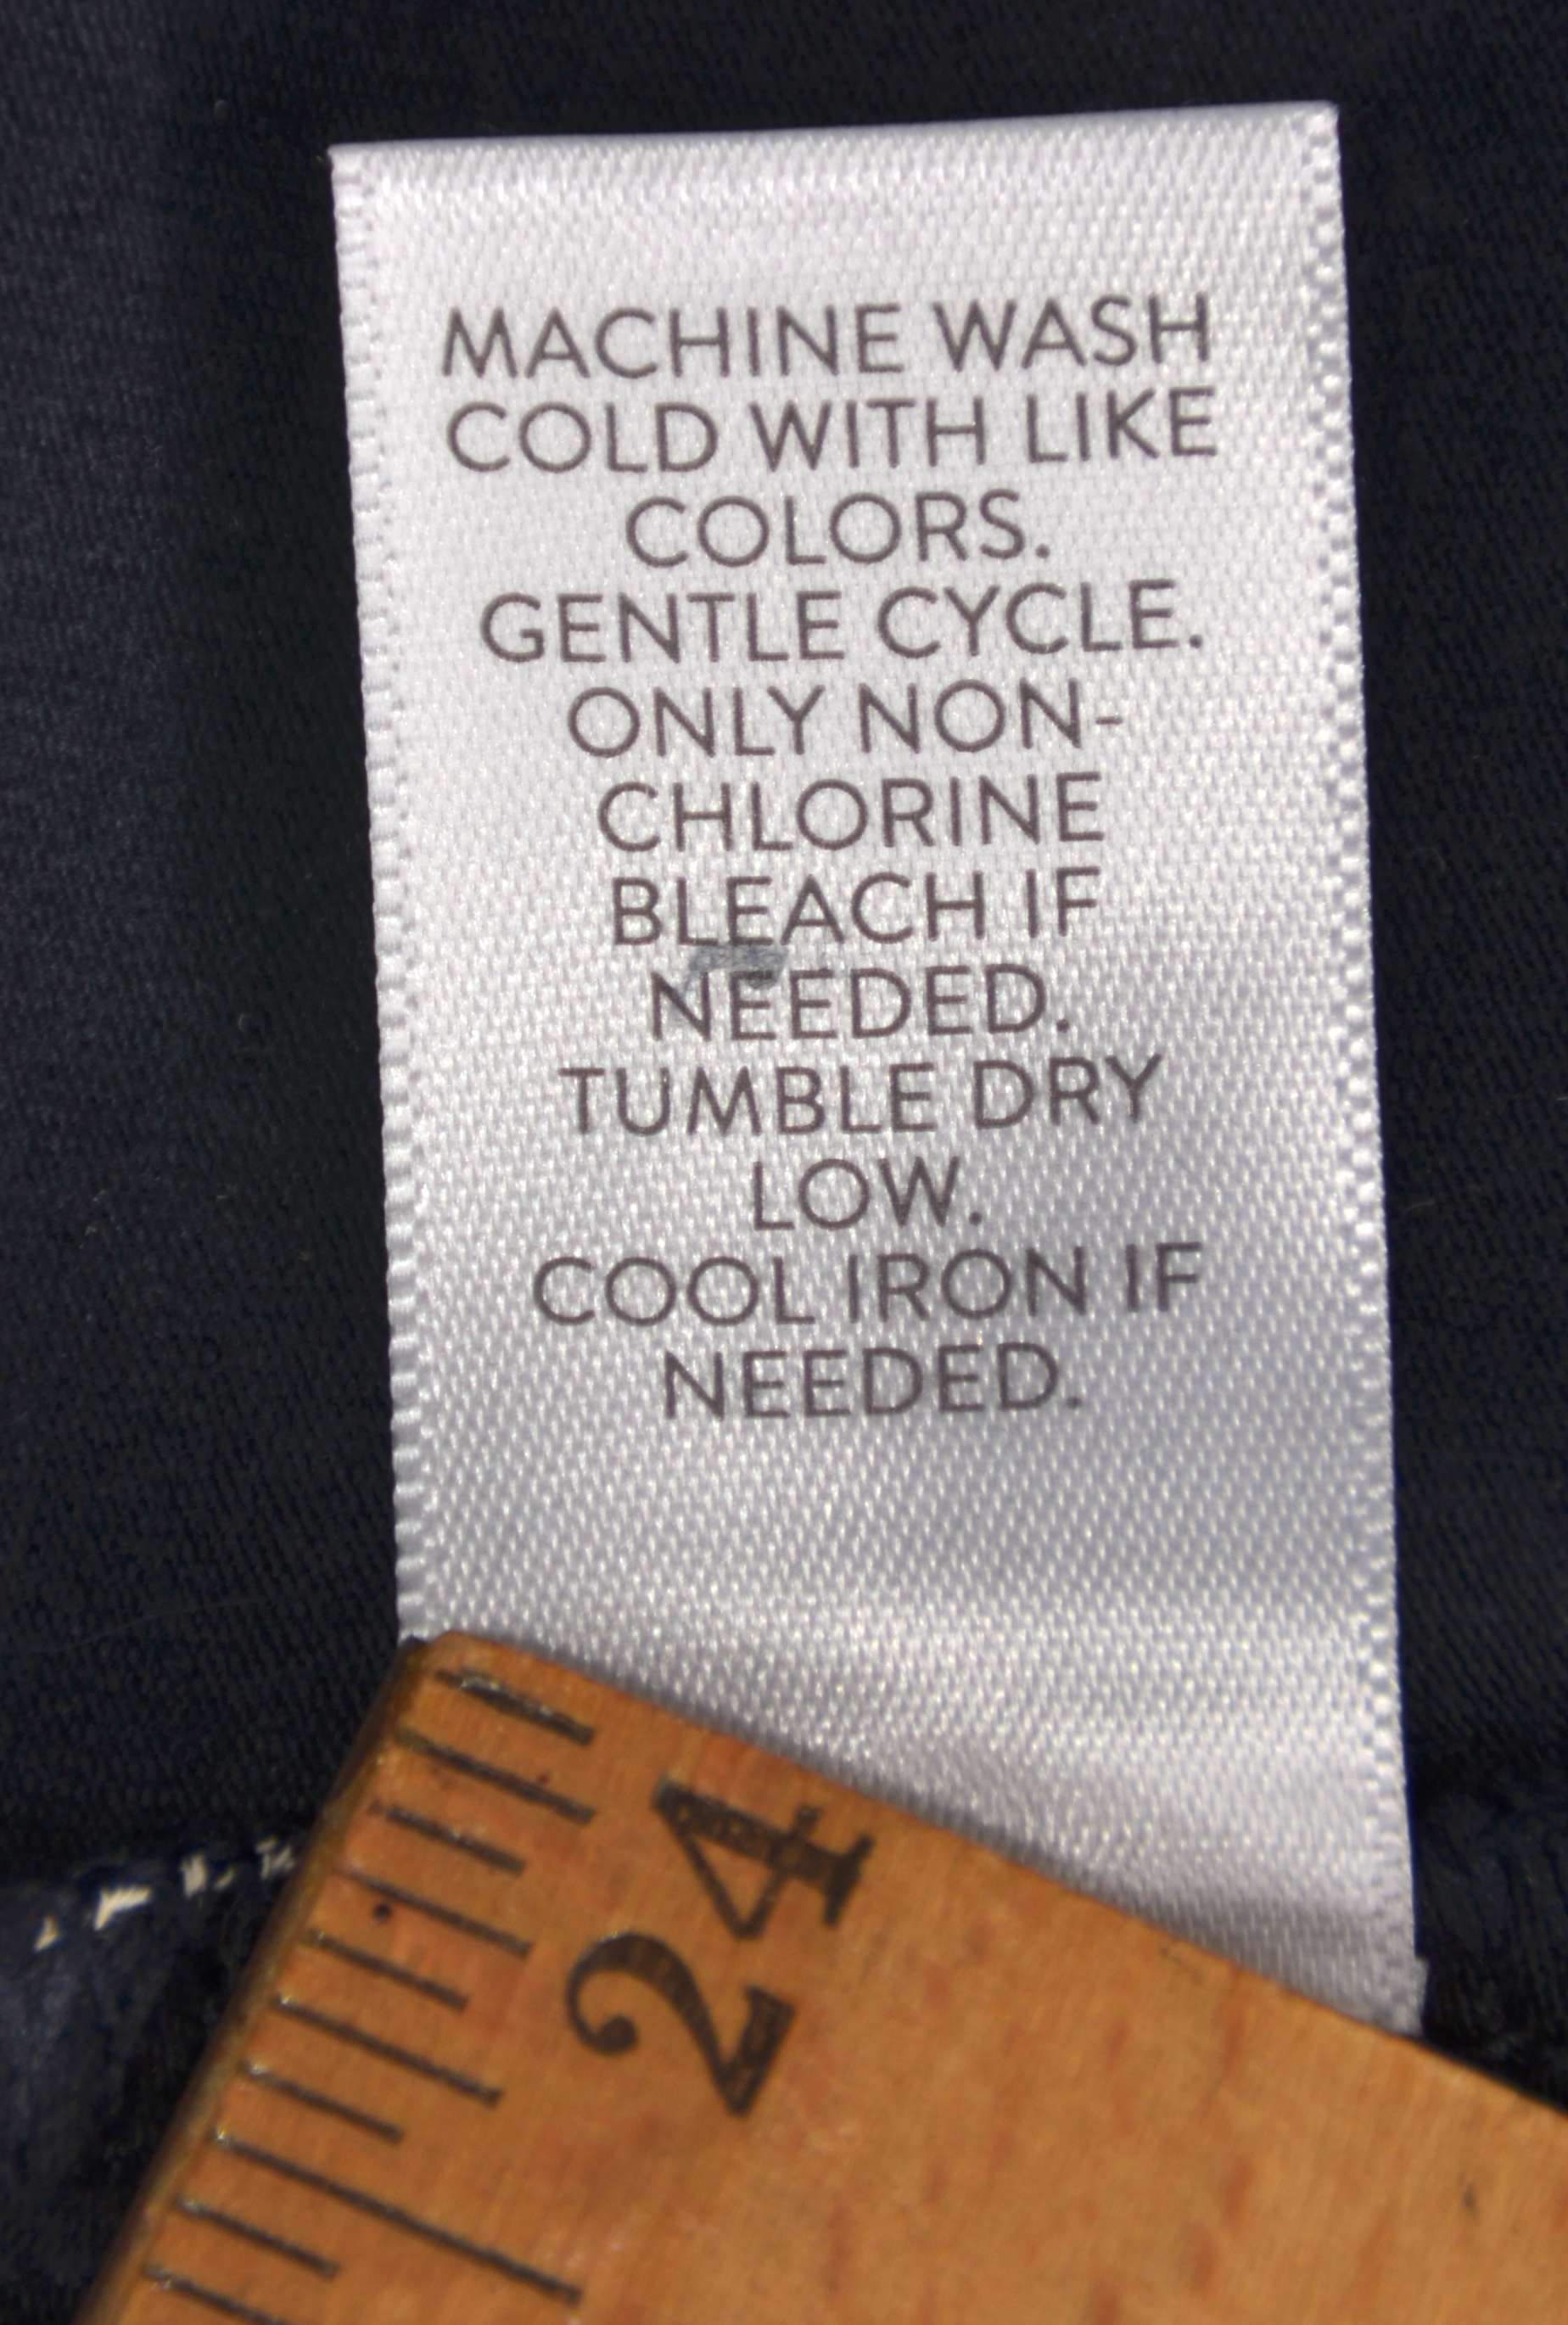 MACHINE WASH
COLD WITH LIKE
COLORS.
GENTLE CYCLE.
ONLY NON-
CHLORINE
BLEACH IF
NEEDED.
TUMBLE DRY
LOW.
COOL IRON IF
NEEDED.
24